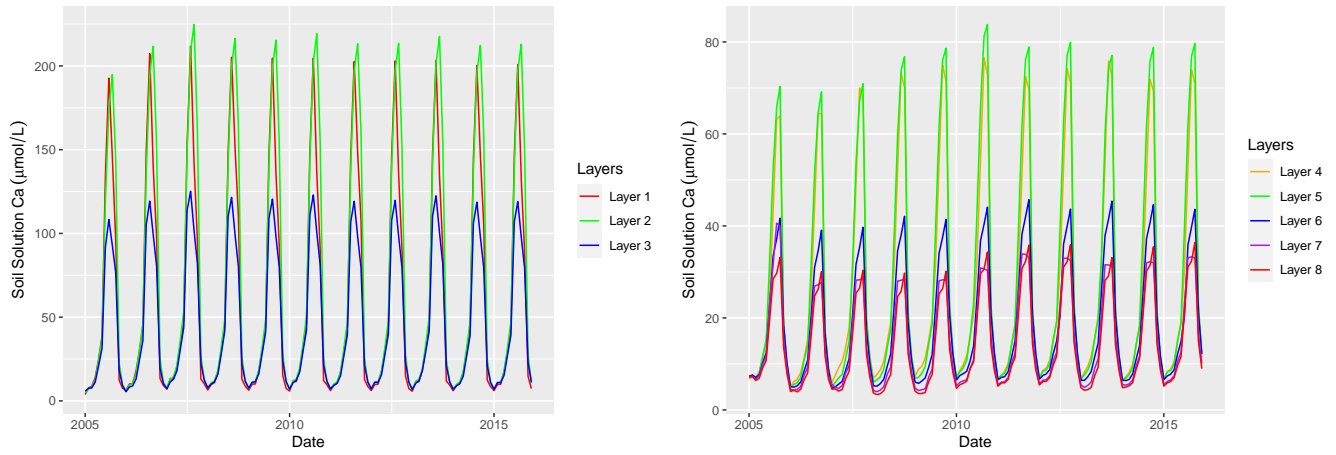 Soil Solution Ca (µmol/L)
200
150
100
50
0
2005
2010
2015
Date
Layers
Layer 1
Layer 2
Layer 3
Soil Solution Ca (µmol/L)
80
60
40
20
0
2005
2010
2015
Date
Layers
Layer 4
Layer 5
Layer 6
Layer 7
Layer 8